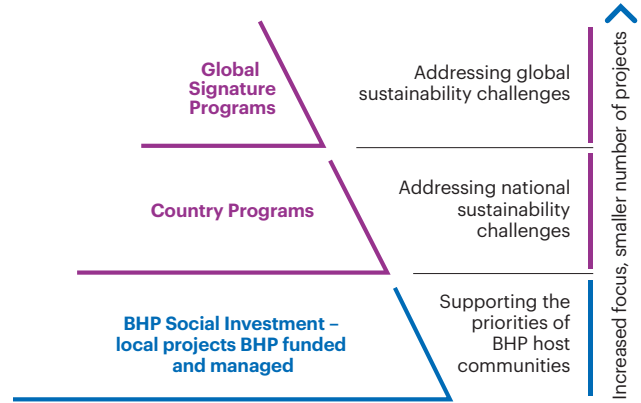 Global
Signature
Programs
Addressing global
sustainability challenges
Country Programs
Addressing national
sustainability
challenges
BHP Social Investment –
local projects BHP funded
and managed
Supporting the
priorities of
BHP host
communities
Increased focus, smaller number of projects